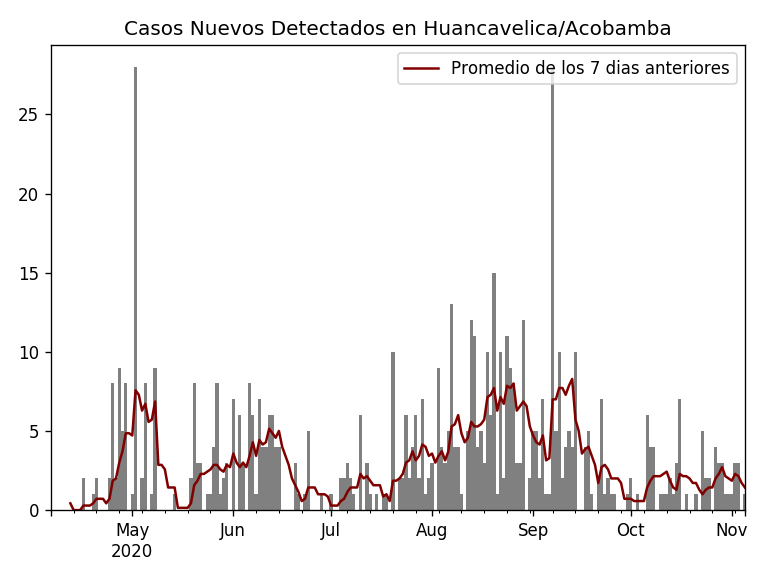 Casos Nuevos Detectados en Huancavelica/Acobamba
Promedio de los 7 dias anteriores
25
20
15
10
5
0
May Jun Jul Aug Sep Oct Nov
2020